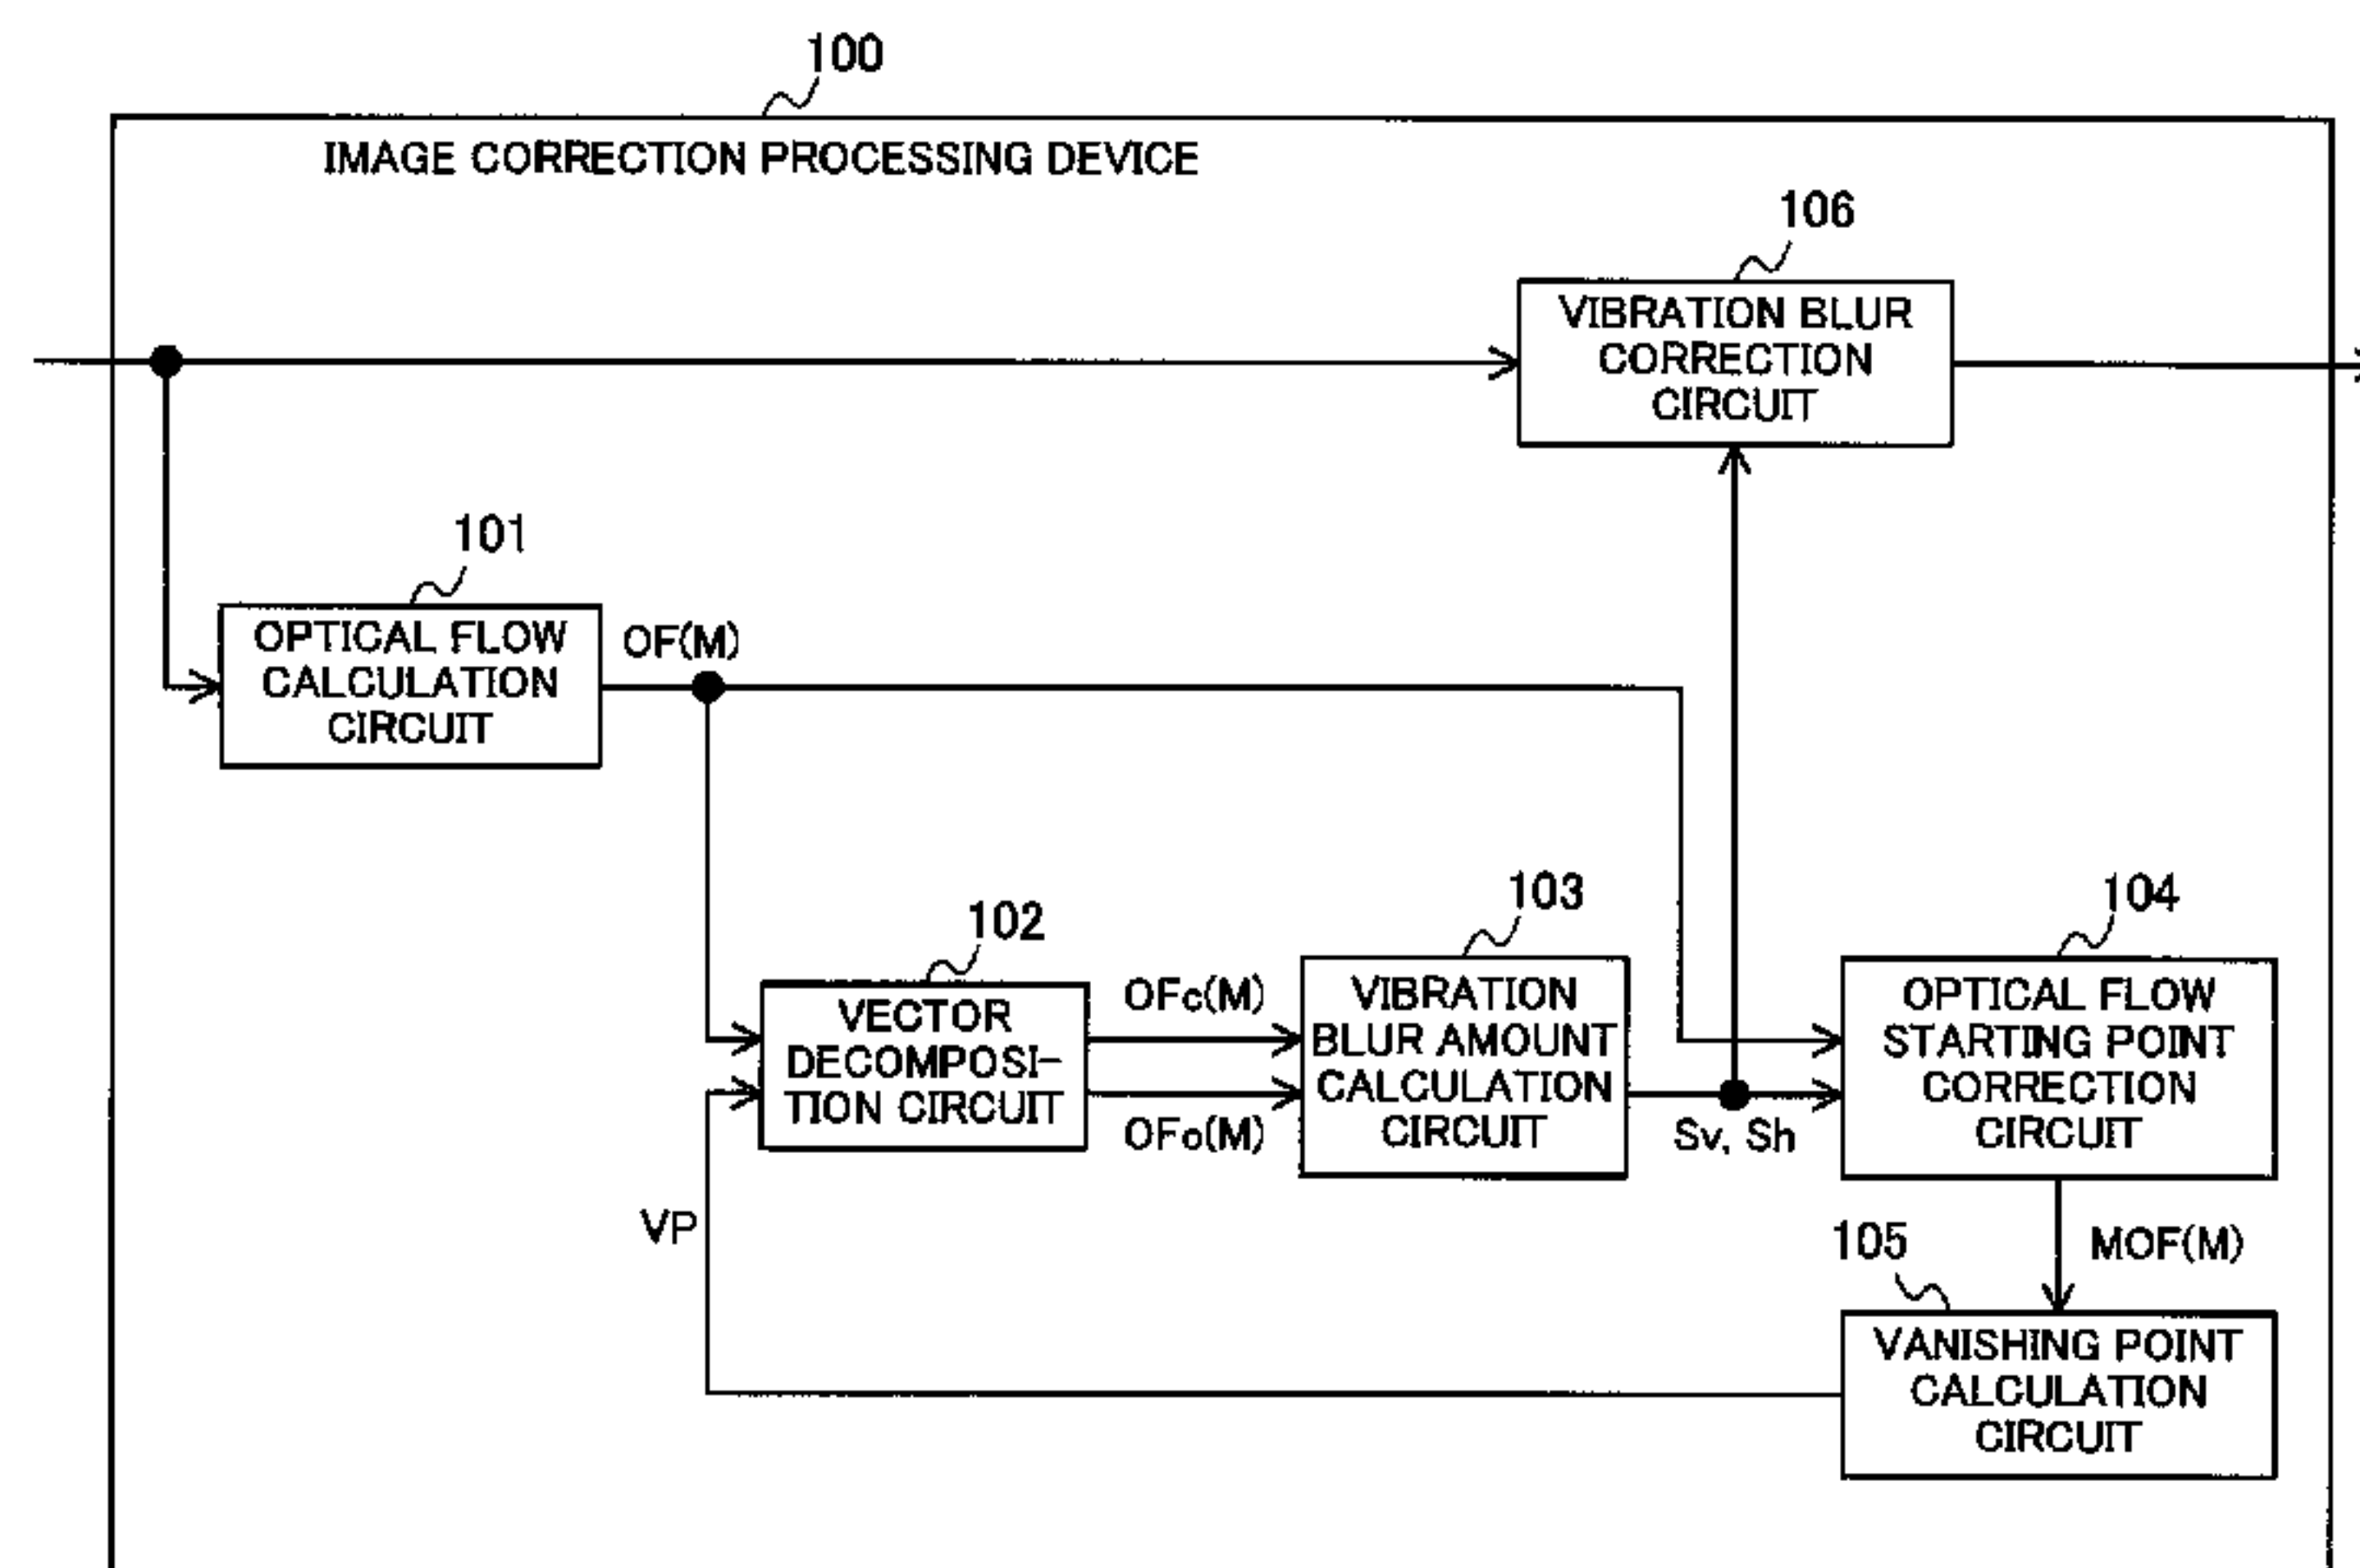 100
IMAGE CORRECTION PROCESSING DEVICE
106
VIBRATION BLUR
CORRECTION
CIRCUIT
101
OPTICAL FLOW
CALCULATION
CIRCUIT
OF(M)
102
VECTOR
DECOMPOSI-
TION CIRCUIT
OFc(M)
OFo(M)
103
VIBRATION
BLUR AMOUNT
CALCULATION
CIRCUIT
Sv, Sh
104
OPTICAL FLOW
STARTING POINT
CORRECTION
CIRCUIT
VP
MOF(M)
105
VANISHING POINT
CALCULATION
CIRCUIT